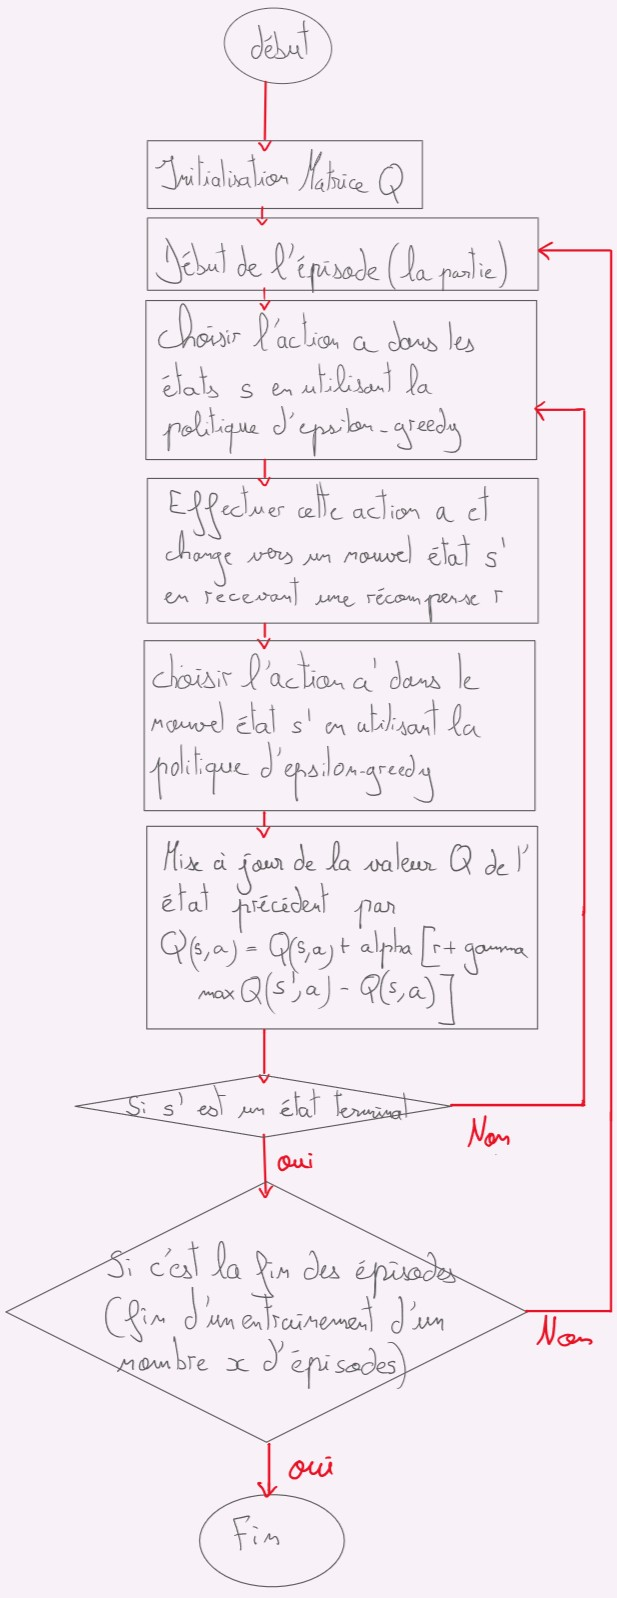 début
Initialisation Matrice Q
Début de l'épisode (la partie)
choisir l'action a dans les
états s en utilisant la
politique d'epsilon-greedy
Effectuer cette action a et
change vers un nouvel état s'
en recevant une récompense r
choisir l'action a' dans le
nouvel état s' en utilisant la
politique d'epsilon-greedy
Mise à jour de la valeur Q de l'
état précédent par
Q(s,a) = Q(s,a) + alpha [r + gamma
max Q(s',a) - Q(s,a)]
Si s' est un état terminal
Non
oui
Si c'est la fin des épisodes
(fin d'un entrainement d'un
nombre x d'épisodes)
Non
oui
Fin